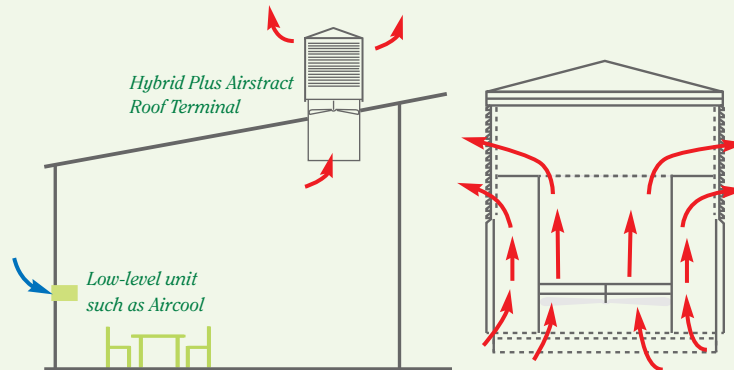 Hybrid Plus Airstract
Roof Terminal
Low-level unit
such as Aircool